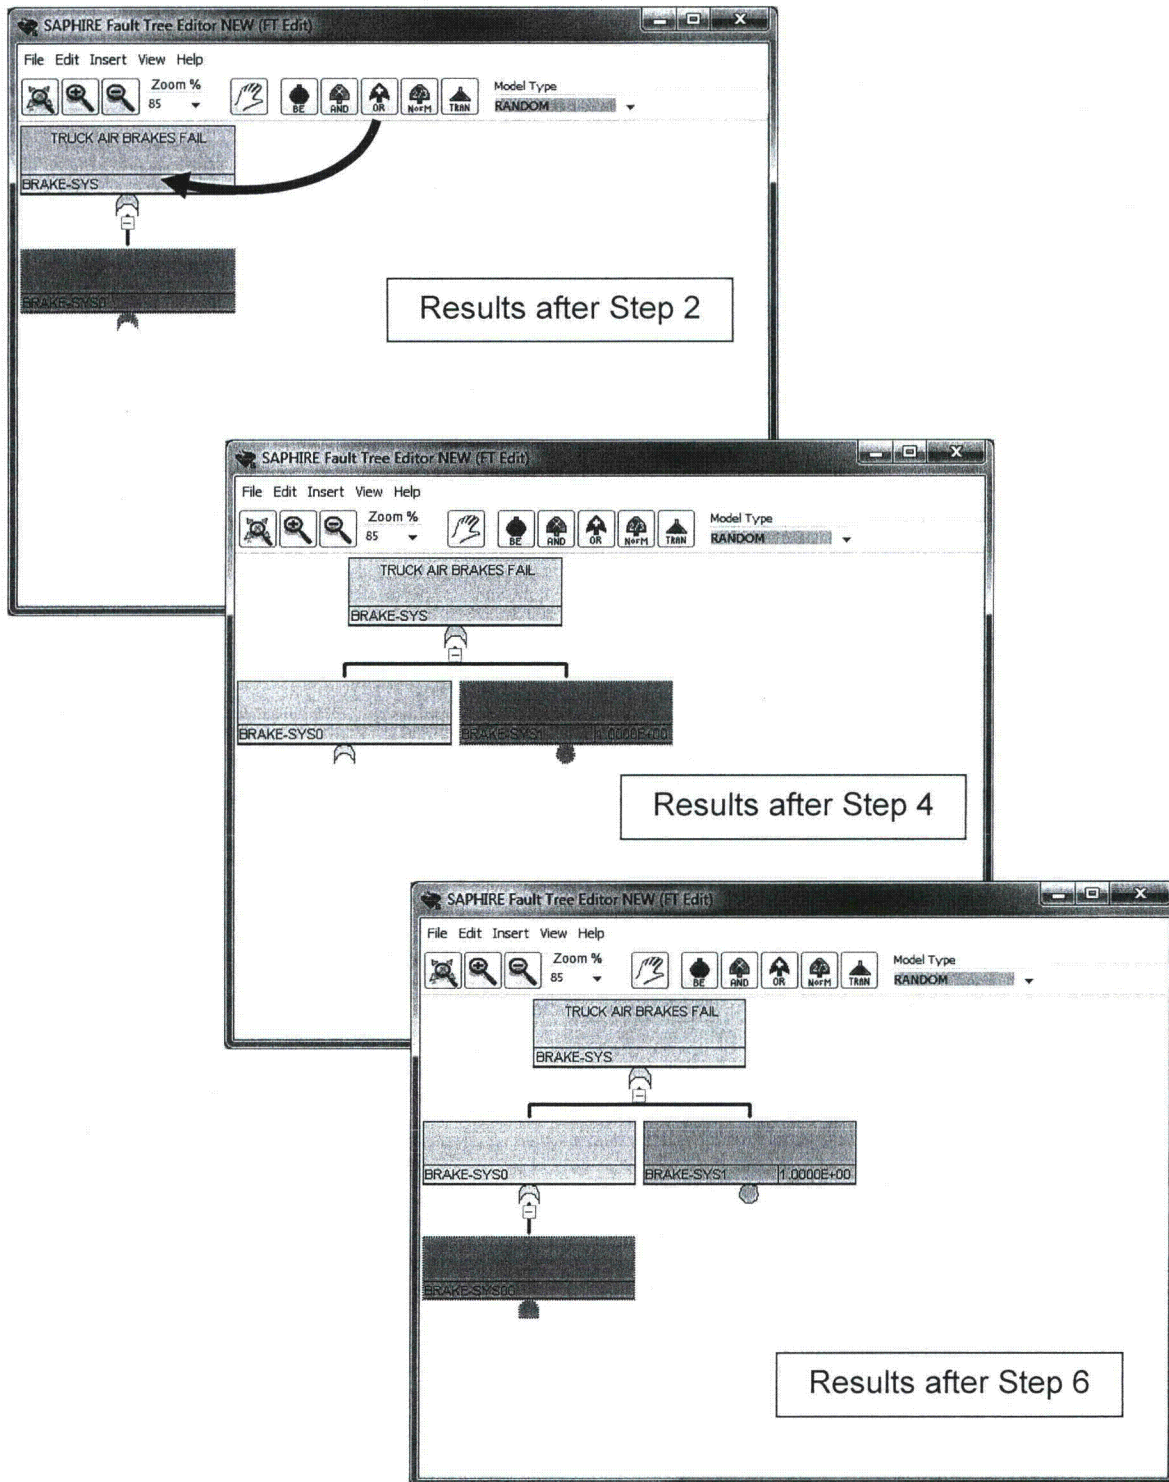 SAPHIRE Fault Tree Editor NEW (FT Edit)
File Edit Insert View Help
Zoom %
85
BE AND OR NorM TRAN
Model Type
RANDOM
TRUCK AIR BRAKES FAIL
BRAKE-SYS
BRAKE-SYS0
Results after Step 2
SAPHIRE Fault Tree Editor NEW (FT Edit)
File Edit Insert View Help
Zoom %
85
BE AND OR NorM TRAN
Model Type
RANDOM
TRUCK AIR BRAKES FAIL
BRAKE-SYS
BRAKE-SYS0
BRAKE-SYS1 1.0000E+00
Results after Step 4
SAPHIRE Fault Tree Editor NEW (FT Edit)
File Edit Insert View Help
Zoom %
85
BE AND OR NorM TRAN
Model Type
RANDOM
TRUCK AIR BRAKES FAIL
BRAKE-SYS
BRAKE-SYS0
BRAKE-SYS1 1.0000E+00
BRAKE-SYS00
Results after Step 6